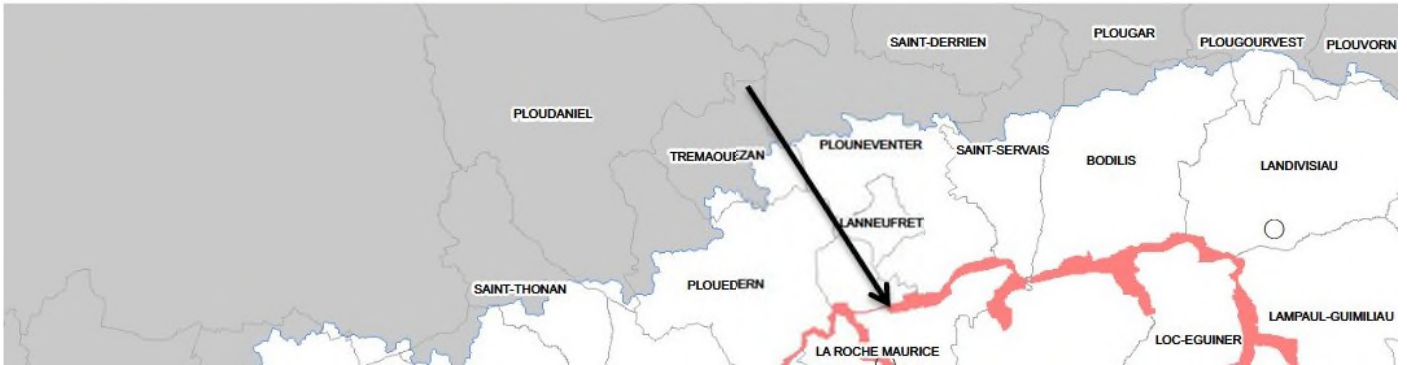 PLOUGAR
SAINT-DERRIEN
PLOUGOURVEST
PLOUVORN
PLOUDANIEL
PLOUNEVENTER
SAINT-SERVAIS
TREMAOUEZAN
BODILIS
LANDIVISIAU
LANNEUFRET
PLOUEDERN
SAINT-THONAN
LAMPAUL-GUIMILIAU
LOC-EGUINER
LA ROCHE MAURICE